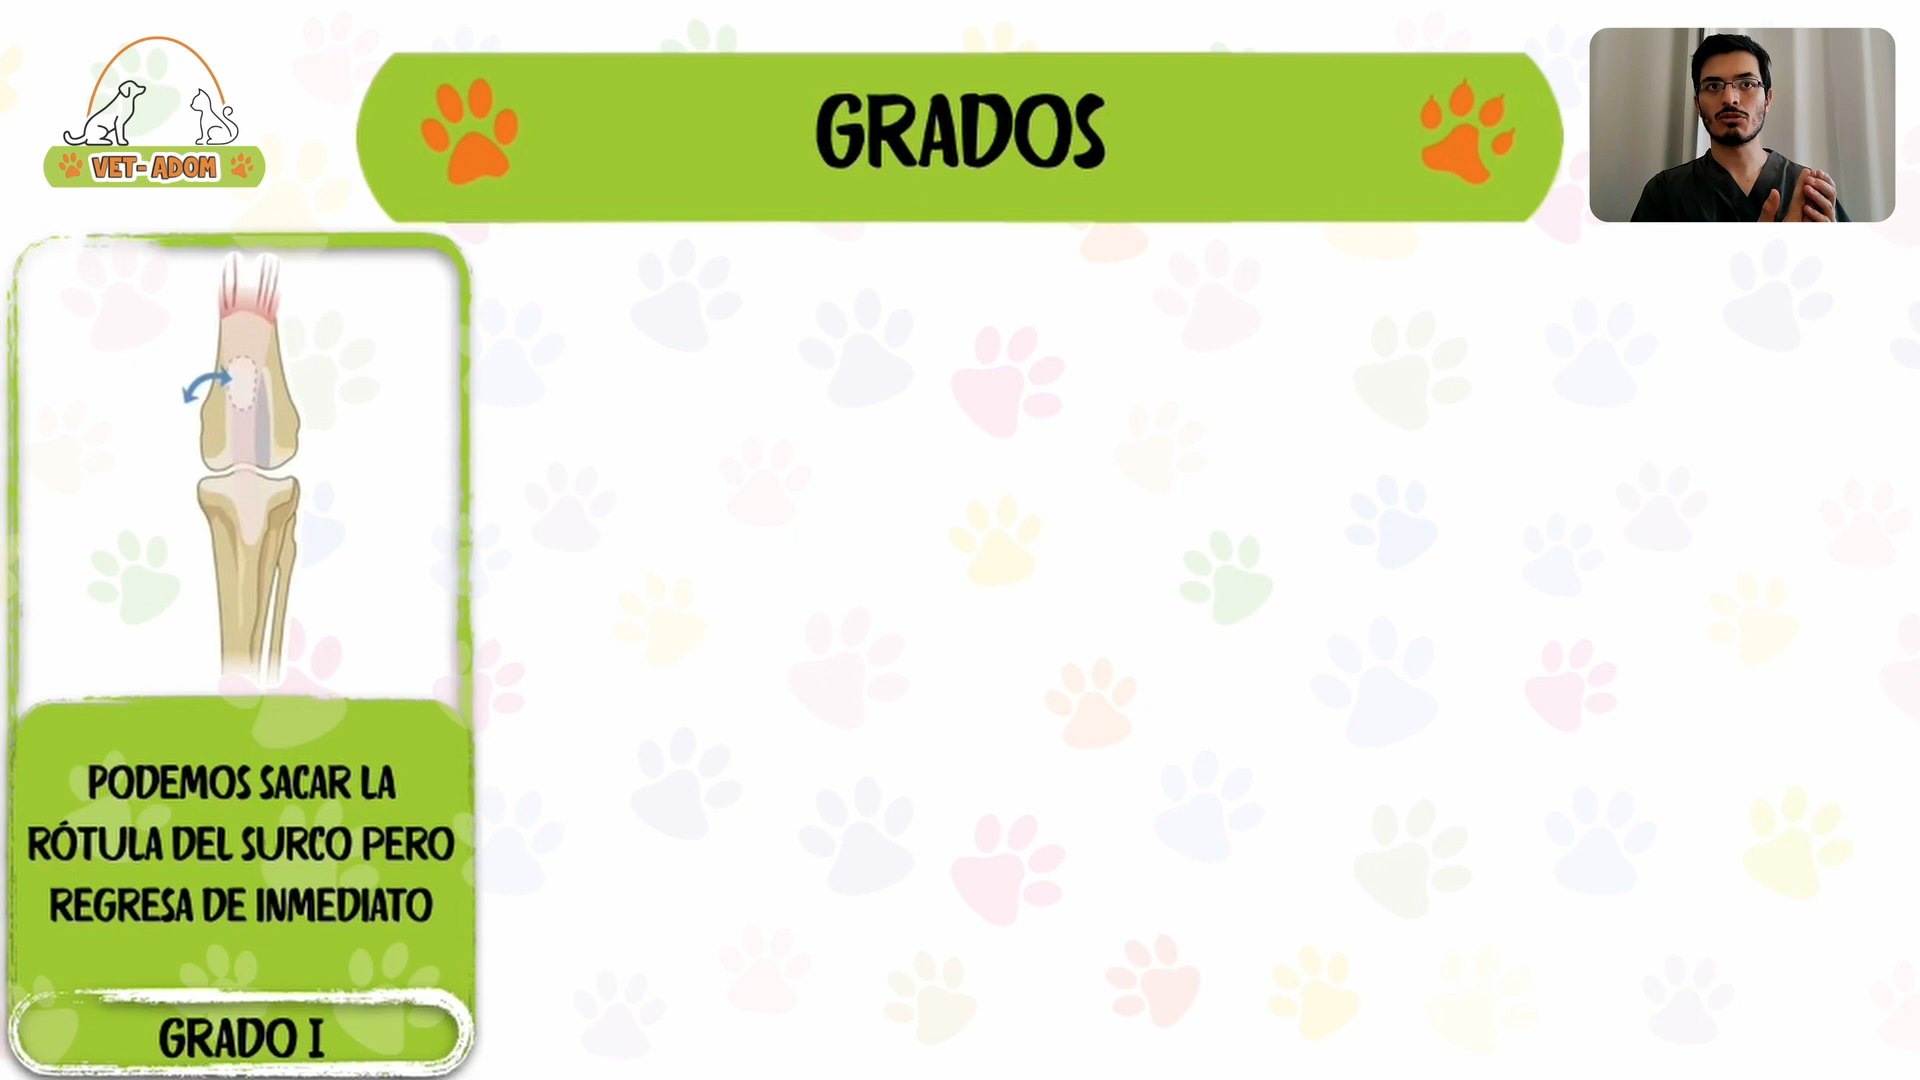 VET-ADOM
GRADOS
PODEMOS SACAR LA
RÓTULA DEL SURCO PERO
REGRESA DE INMEDIATO
GRADO I